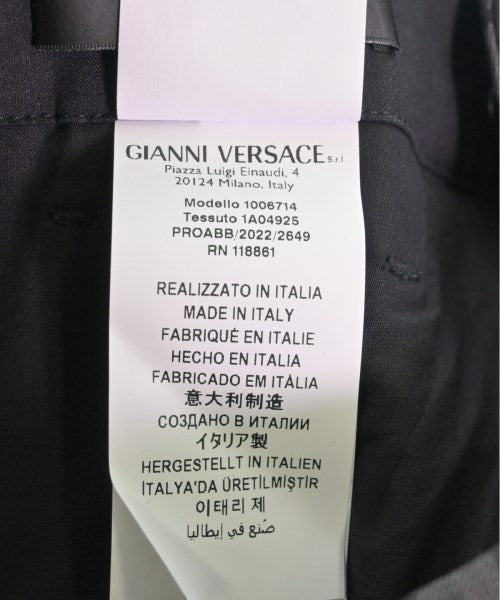 GIANNI VERSACE S.r.l
Piazza Luigi Einaudi, 4
20124 Milano, Italy
Modello 1006714
Tessuto 1A04925
PROABB/2022/2649
RN 118861
REALIZZATO IN ITALIA
MADE IN ITALY
FABRIQUÉ EN ITALIE
HECHO EN ITALIA
FABRICADO EM ITÁLIA
意大利制造
СОЗДАНО В ИТАЛИИ
イタリア製
HERGESTELLT IN ITALIEN
İTALYA'DA ÜRETİLMİŞTİR
이태리 제
صُنع في إيطاليا